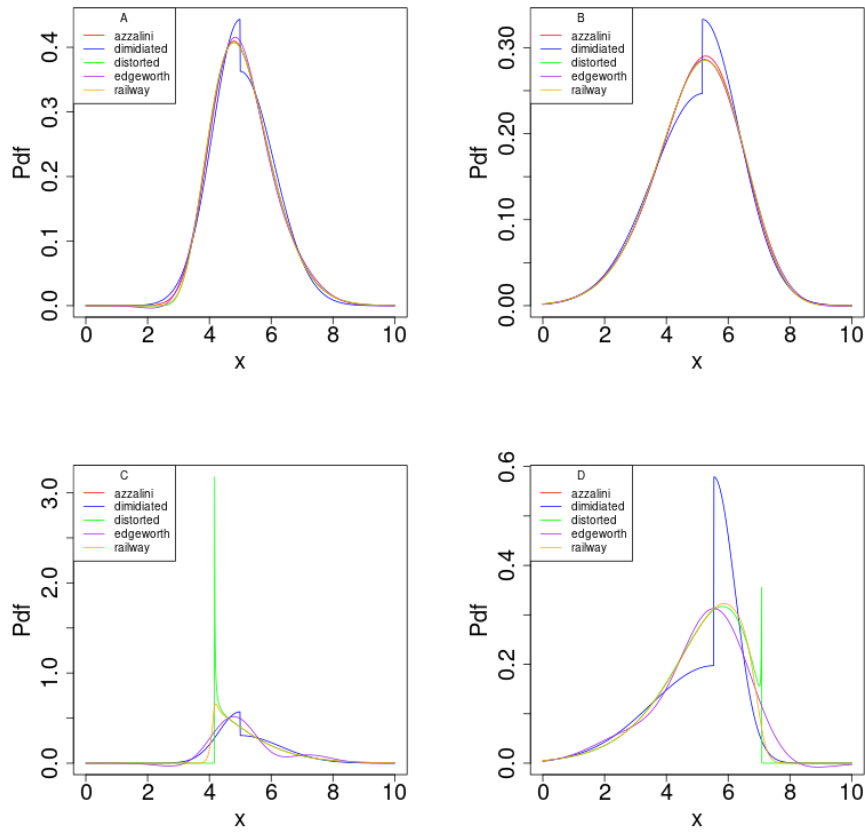 A
azzalini
dimidiated
distorted
edgeworth
railway
Pdf
0.4
0.3
0.2
0.1
0.0
0 2 4 6 8 10
x
B
azzalini
dimidiated
distorted
edgeworth
railway
Pdf
0.30
0.20
0.10
0.00
0 2 4 6 8 10
x
C
azzalini
dimidiated
distorted
edgeworth
railway
Pdf
3.0
2.0
1.0
0.0
0 2 4 6 8 10
x
D
azzalini
dimidiated
distorted
edgeworth
railway
Pdf
0.6
0.4
0.2
0.0
0 2 4 6 8 10
x